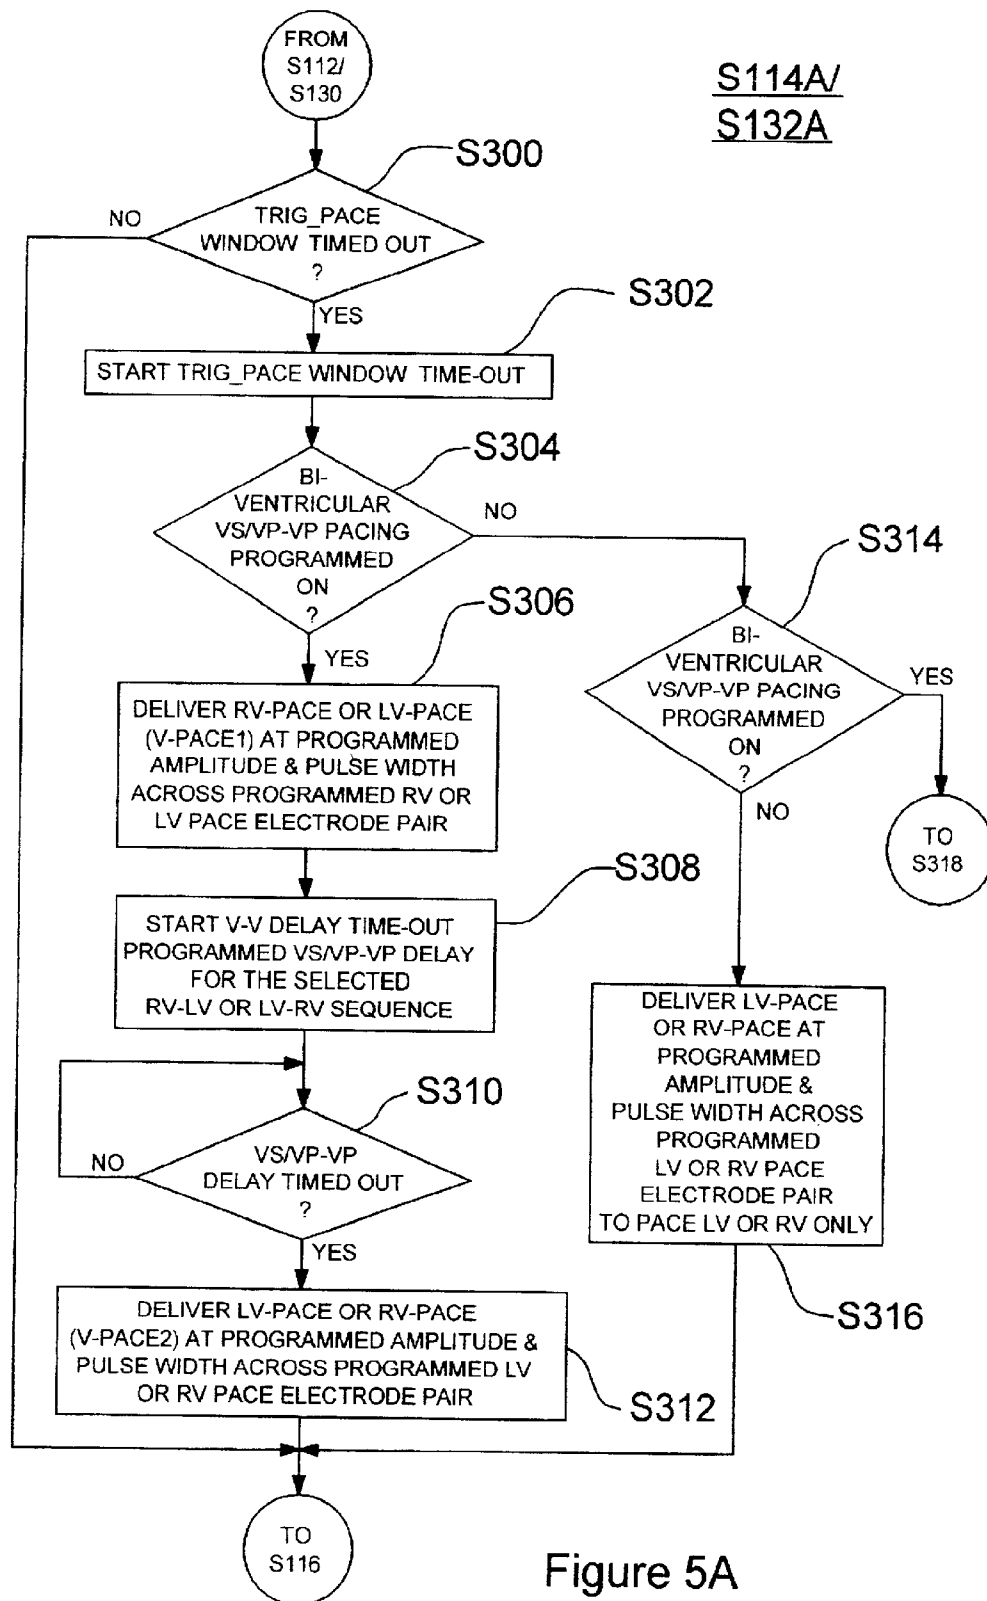 FROM
S112/
S130
S114A/
S132A
S300
NO
TRIG_PACE
WINDOW TIMED OUT
?
YES
S302
START TRIG_PACE WINDOW TIME-OUT
S304
BI-
VENTRICULAR
VS/VP-VP PACING
PROGRAMMED
ON
?
NO
YES
S314
BI-
VENTRICULAR
VS/VP-VP PACING
PROGRAMMED
ON
?
YES
NO
TO
S318
S306
DELIVER RV-PACE OR LV-PACE
(V-PACE1) AT PROGRAMMED
AMPLITUDE & PULSE WIDTH
ACROSS PROGRAMMED RV OR
LV PACE ELECTRODE PAIR
S308
START V-V DELAY TIME-OUT
PROGRAMMED VS/VP-VP DELAY
FOR THE SELECTED
RV-LV OR LV-RV SEQUENCE
S310
NO
VS/VP-VP
DELAY TIMED OUT
?
YES
DELIVER LV-PACE
OR RV-PACE AT
PROGRAMMED
AMPLITUDE &
PULSE WIDTH ACROSS
PROGRAMMED
LV OR RV PACE
ELECTRODE PAIR
TO PACE LV OR RV ONLY
S316
DELIVER LV-PACE OR RV-PACE
(V-PACE2) AT PROGRAMMED AMPLITUDE &
PULSE WIDTH ACROSS PROGRAMMED LV
OR RV PACE ELECTRODE PAIR
S312
TO
S116
Figure 5A